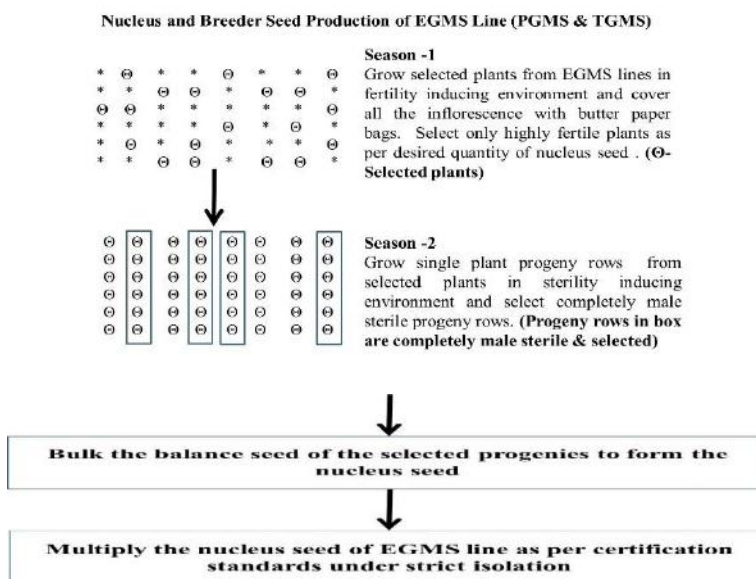 Nucleus and Breeder Seed Production of EGMS Line (PGMS & TGMS)
* Θ * * Θ * * Θ
* * Θ Θ * Θ Θ *
Θ Θ * * * * * Θ
* * * * Θ * Θ *
* Θ * Θ * * * Θ
* * Θ Θ * Θ Θ *
Season -1
Grow selected plants from EGMS lines in
fertility inducing environment and cover
all the inflorescence with butter paper
bags. Select only highly fertile plants as
per desired quantity of nucleus seed . (Θ-
Selected plants)
Θ Θ Θ Θ Θ Θ Θ Θ
Θ Θ Θ Θ Θ Θ Θ Θ
Θ Θ Θ Θ Θ Θ Θ Θ
Θ Θ Θ Θ Θ Θ Θ Θ
Θ Θ Θ Θ Θ Θ Θ Θ
Θ Θ Θ Θ Θ Θ Θ Θ
Season -2
Grow single plant progeny rows from
selected plants in sterility inducing
environment and select completely male
sterile progeny rows. (Progeny rows in box
are completely male sterile & selected)
Bulk the balance seed of the selected progenies to form the
nucleus seed
Multiply the nucleus seed of EGMS line as per certification
standards under strict isolation